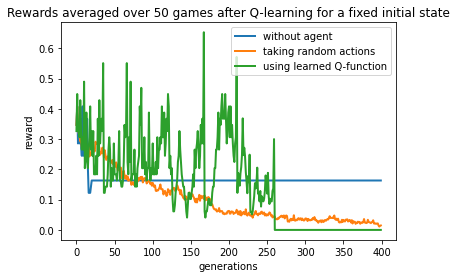 Rewards averaged over 50 games after Q-learning for a fixed initial state
without agent
taking random actions
using learned Q-function
reward
0.6
0.5
0.4
0.3
0.2
0.1
0.0
0 50 100 150 200 250 300 350 400
generations